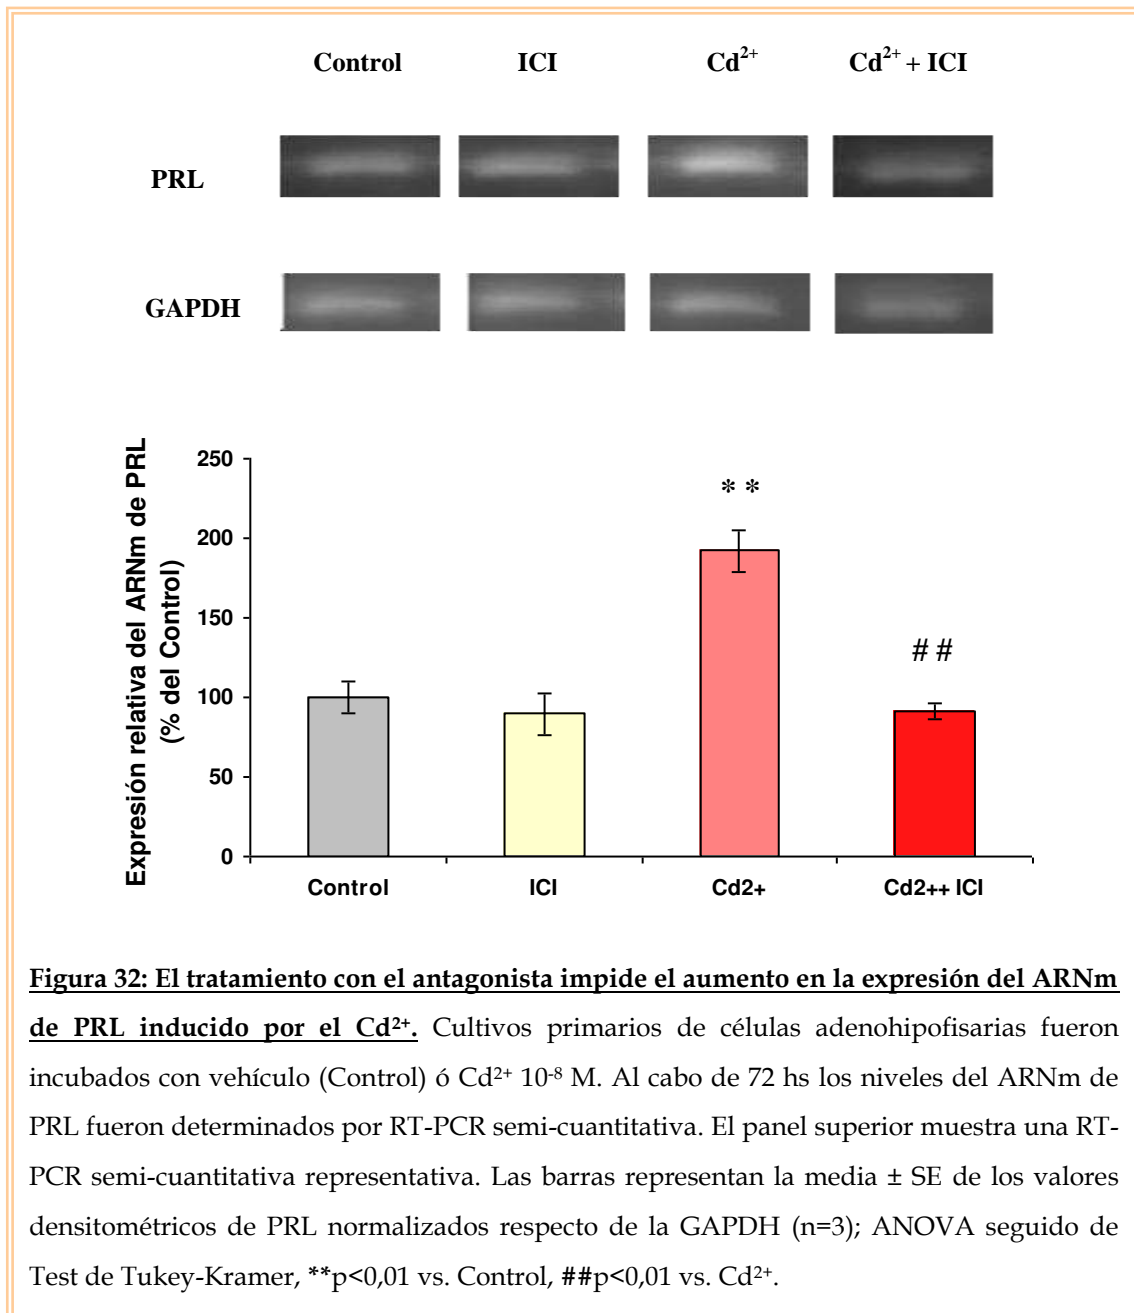 Control ICI Cd²⁺ Cd²⁺ + ICI
PRL
GAPDH
Expresión relativa del ARNm de PRL
(% del Control)
250
200
150
100
50
0
* *
# #
Control ICI Cd2+ Cd2++ ICI
Figura 32: El tratamiento con el antagonista impide el aumento en la expresión del ARNm
de PRL inducido por el Cd²⁺. Cultivos primarios de células adenohipofisarias fueron
incubados con vehículo (Control) ó Cd²⁺ 10⁻⁸ M. Al cabo de 72 hs los niveles del ARNm de
PRL fueron determinados por RT-PCR semi-cuantitativa. El panel superior muestra una RT-
PCR semi-cuantitativa representativa. Las barras representan la media ± SE de los valores
densitométricos de PRL normalizados respecto de la GAPDH (n=3); ANOVA seguido de
Test de Tukey-Kramer, **p<0,01 vs. Control, ##p<0,01 vs. Cd²⁺.